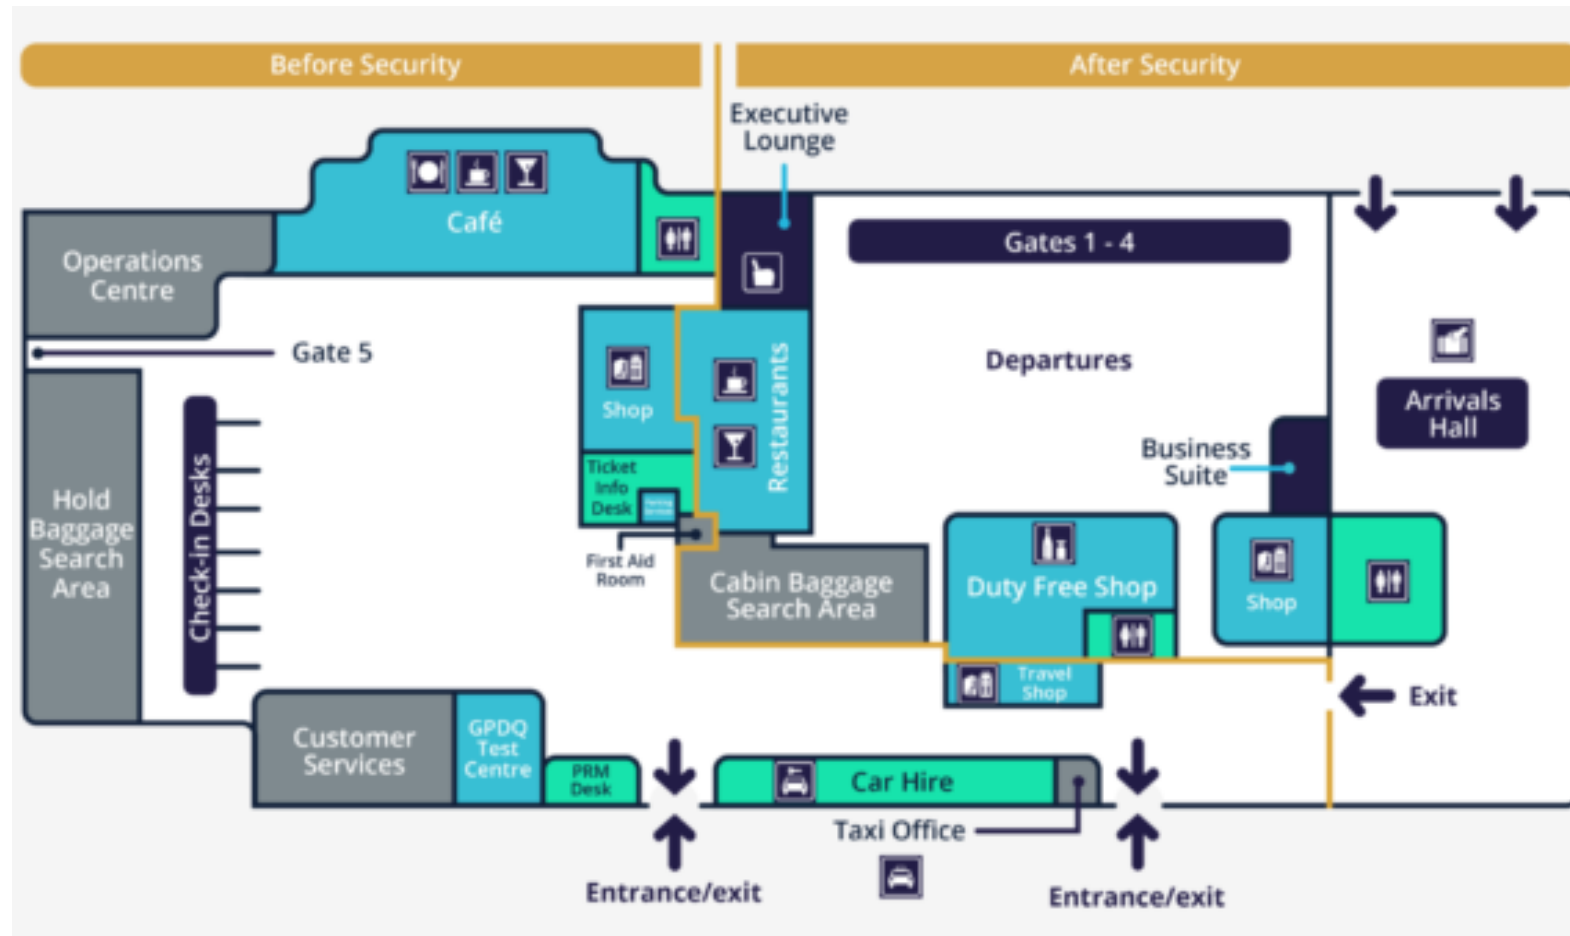 Before Security
After Security
Executive
Lounge
Café
Gates 1 - 4
Operations
Centre
Gate 5
Departures
Restaurants
Shop
Arrivals
Hall
Business
Suite
Ticket
Info
Desk
Check-in Desks
Hold
Baggage
Search
Area
First Aid
Room
Cabin Baggage
Search Area
Duty Free Shop
Shop
Travel
Shop
Exit
Customer
Services
GPDQ
Test
Centre
PRM
Desk
Car Hire
Taxi Office
Entrance/exit
Entrance/exit